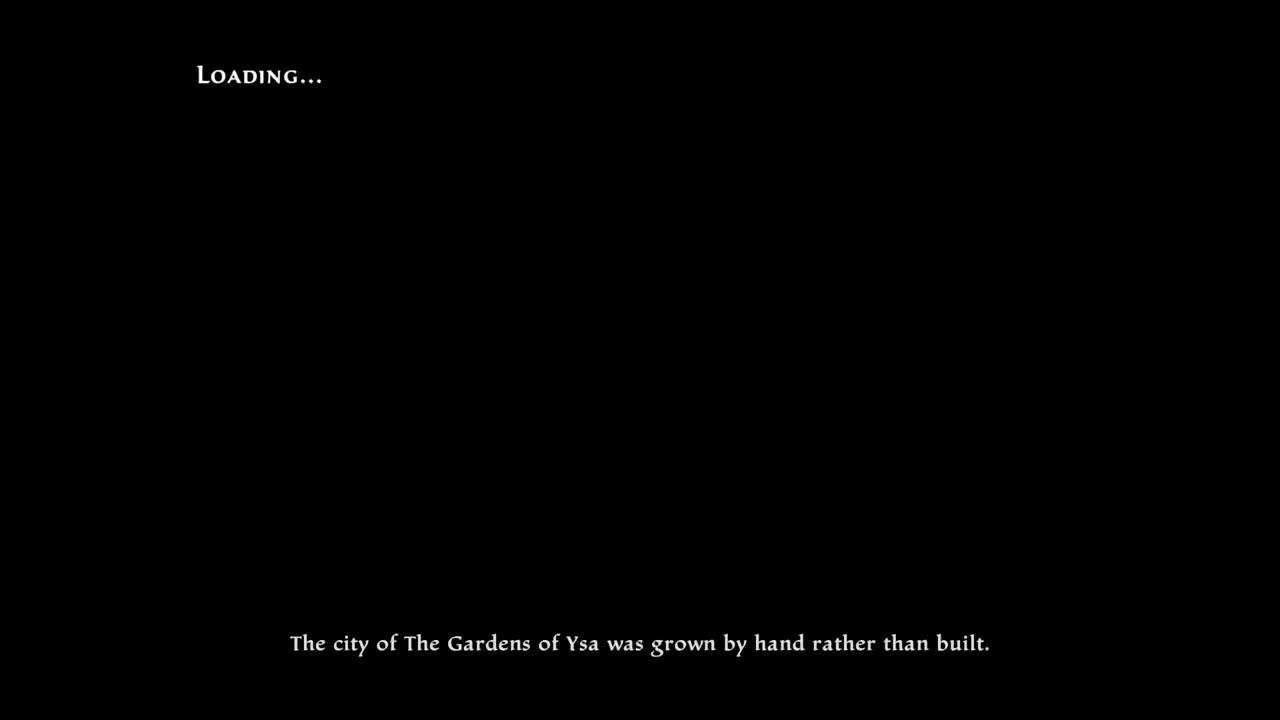 Loading...
The city of The Gardens of Ysa was grown by hand rather than built.